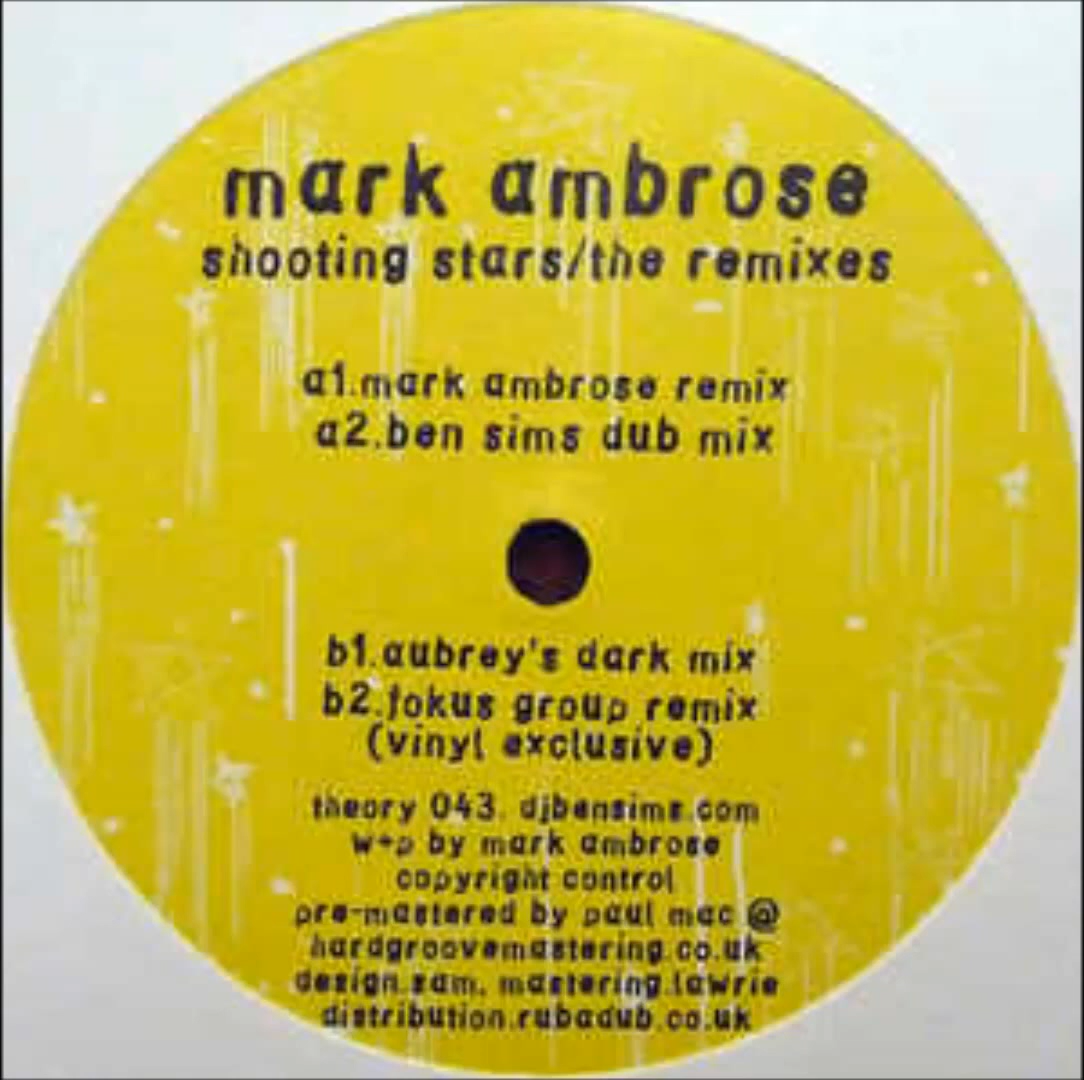 mark ambrose
shooting stars/the remixes
a1.mark ambrose remix
a2.ben sims dub mix
b1.aubrey's dark mix
b2.fokus group remix
(vinyl exclusive)
theory 043. djbensims.com
w+p by mark ambrose
copyright control
pre-mastered by paul mac @
hardgroovemastering.co.uk
design.sam. mastering.lawrie
distribution.rubadub.co.uk